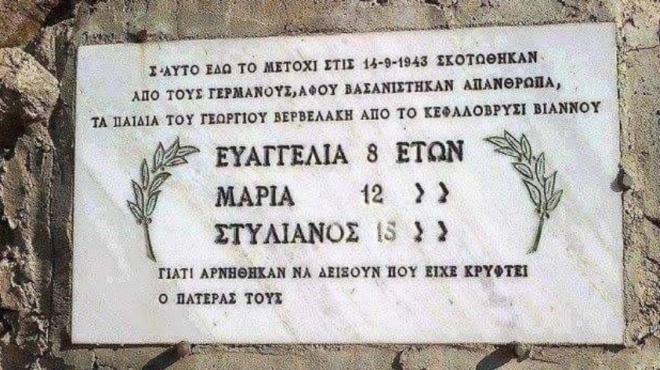 Σ'ΑΥΤΟ ΕΔΩ ΤΟ ΜΕΤΟΧΙ ΣΤΙΣ 14-9-1943 ΣΚΟΤΩΘΗΚΑΝ
ΑΠΟ ΤΟΥΣ ΓΕΡΜΑΝΟΥΣ, ΑΦΟΥ ΒΑΣΑΝΙΣΤΗΚΑΝ ΑΠΑΝΘΡΩΠΑ,
ΤΑ ΠΑΙΔΙΑ ΤΟΥ ΓΕΩΡΓΙΟΥ ΒΕΡΒΕΛΑΚΗ ΑΠΟ ΤΟ ΚΕΦΑΛΟΒΡΥΣΙ ΒΙΑΝΝΟΥ
ΕΥΑΓΓΕΛΙΑ 8 ΕΤΩΝ
ΜΑΡΙΑ 12 》
ΣΤΥΛΙΑΝΟΣ 15 》
ΓΙΑΤΙ ΑΡΝΗΘΗΚΑΝ ΝΑ ΔΕΙΞΟΥΝ ΠΟΥ ΕΙΧΕ ΚΡΥΦΤΕΙ
Ο ΠΑΤΕΡΑΣ ΤΟΥΣ